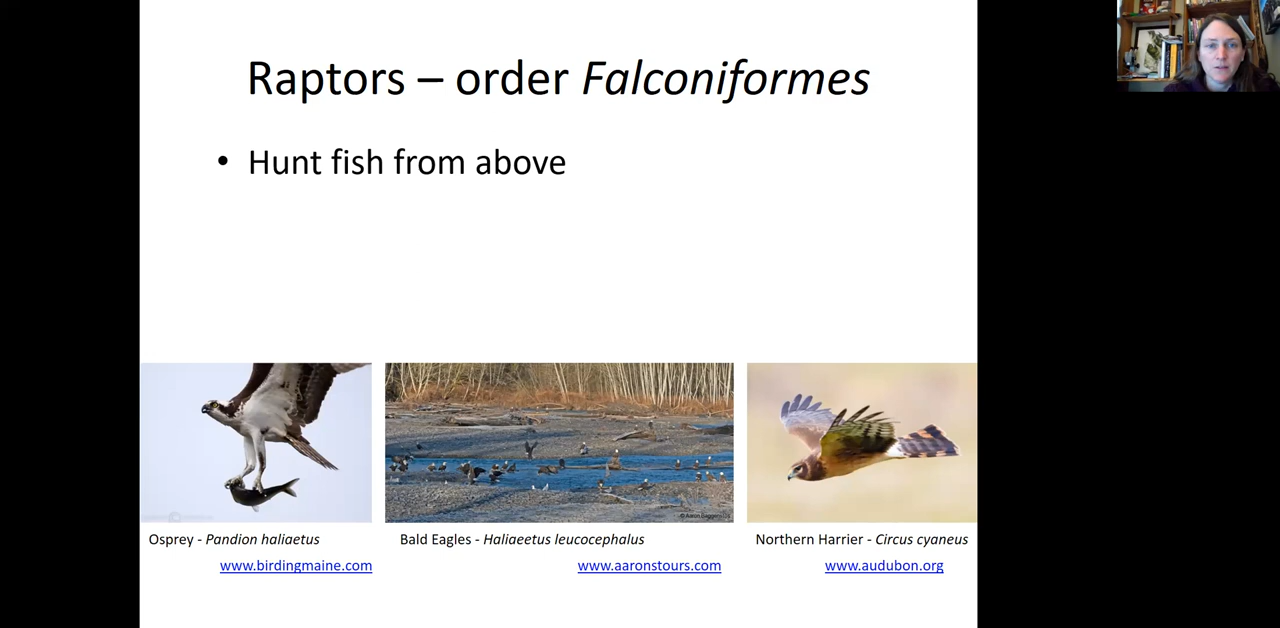 Raptors – order Falconiformes
• Hunt fish from above
Osprey - Pandion haliaetus
Bald Eagles - Haliaeetus leucocephalus
Northern Harrier - Circus cyaneus
www.birdingmaine.com
www.aaronstours.com
www.audubon.org